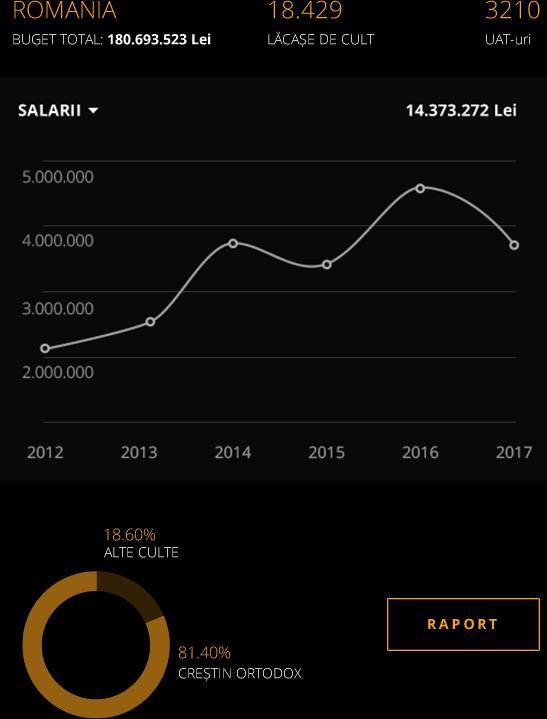 ROMANIA 18.429 3210
BUGET TOTAL: 180.693.523 Lei LĂCAȘE DE CULT UAT-uri
SALARII 14.373.272 Lei
5.000.000
4.000.000
3.000.000
2.000.000
2012 2013 2014 2015 2016 2017
18.60%
ALTE CULTE
RAPORT
81.40%
CREȘTIN ORTODOX